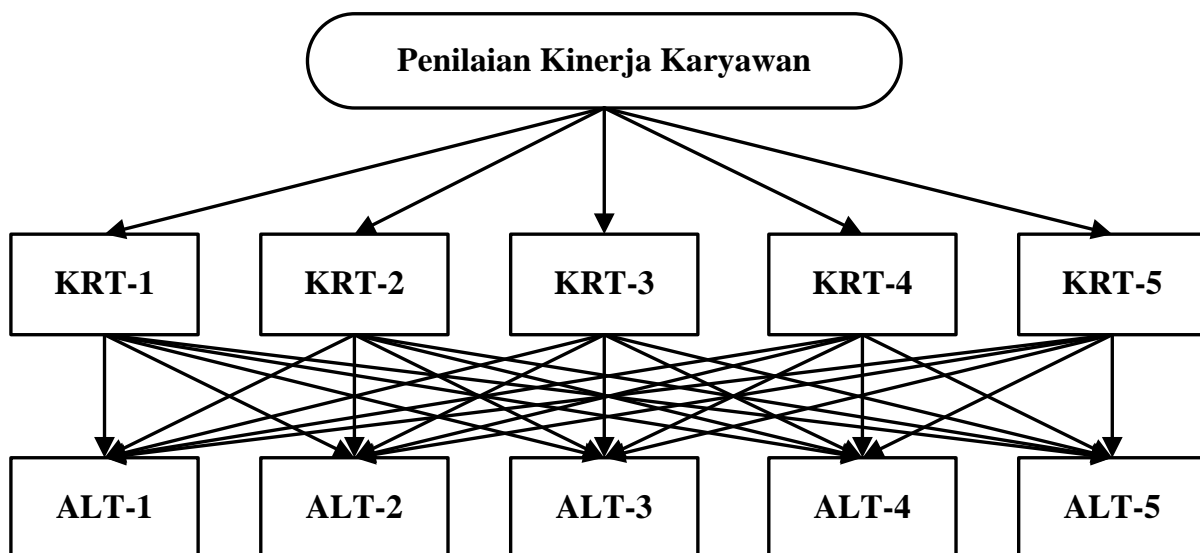 Penilaian Kinerja Karyawan
KRT-1
KRT-2
KRT-3
KRT-4
KRT-5
ALT-1
ALT-2
ALT-3
ALT-4
ALT-5